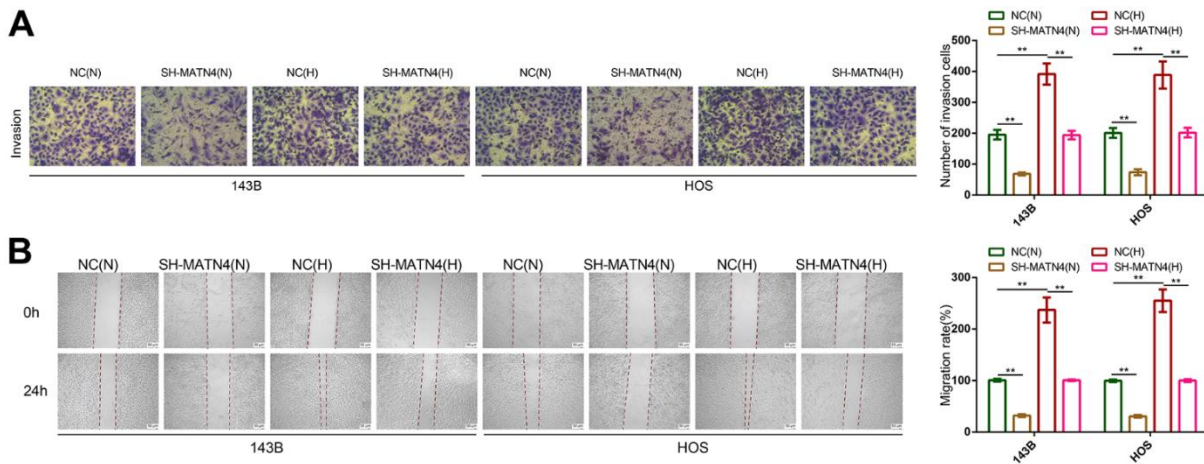 A
NC(N) SH-MATN4(N) NC(H) SH-MATN4(H) NC(N) SH-MATN4(N) NC(H) SH-MATN4(H)
Invasion
143B HOS
NC(N) NC(H)
SH-MATN4(N) SH-MATN4(H)
Number of invasion cells
500
400
300
200
100
0
** ** ** ** ** **
143B HOS
B
NC(N) SH-MATN4(N) NC(H) SH-MATN4(H) NC(N) SH-MATN4(N) NC(H) SH-MATN4(H)
0h
24h
143B HOS
NC(N) NC(H)
SH-MATN4(N) SH-MATN4(H)
Migration rate(%)
300
200
100
0
** ** ** ** ** **
143B HOS